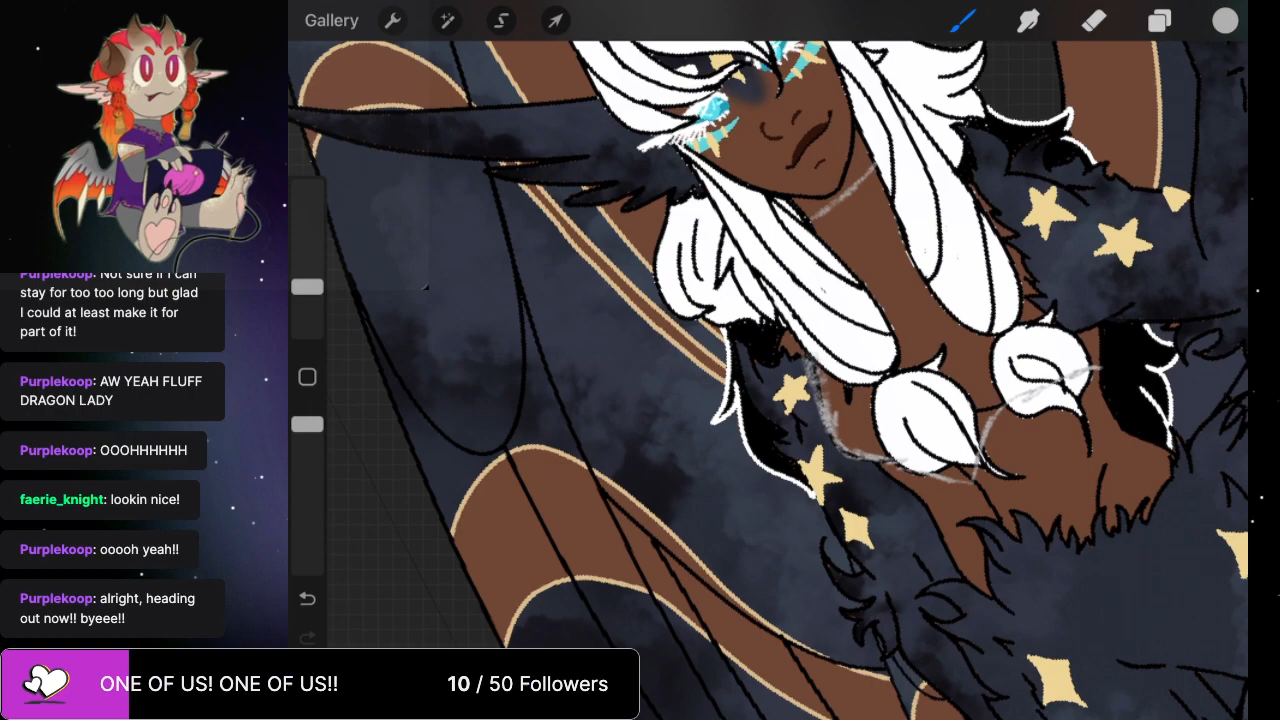 Gallery
Purplekoop: Not sure if I can
stay for too too long but glad
I could at least make it for
part of it!
Purplekoop: AW YEAH FLUFF
DRAGON LADY
Purplekoop: OOOHHHHHH
faerie_knight: lookin nice!
Purplekoop: ooooh yeah!!
Purplekoop: alright, heading
out now!! byeee!!
ONE OF US! ONE OF US!!
10 / 50 Followers